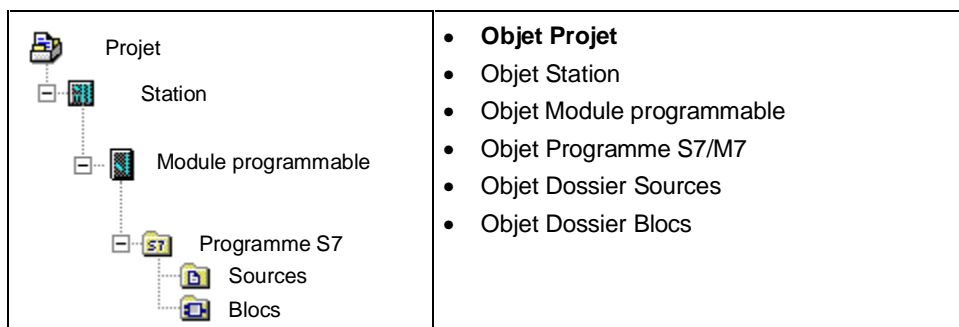 Projet
Station
Module programmable
S7 Programme S7
Sources
Blocs
• Objet Projet
• Objet Station
• Objet Module programmable
• Objet Programme S7/M7
• Objet Dossier Sources
• Objet Dossier Blocs